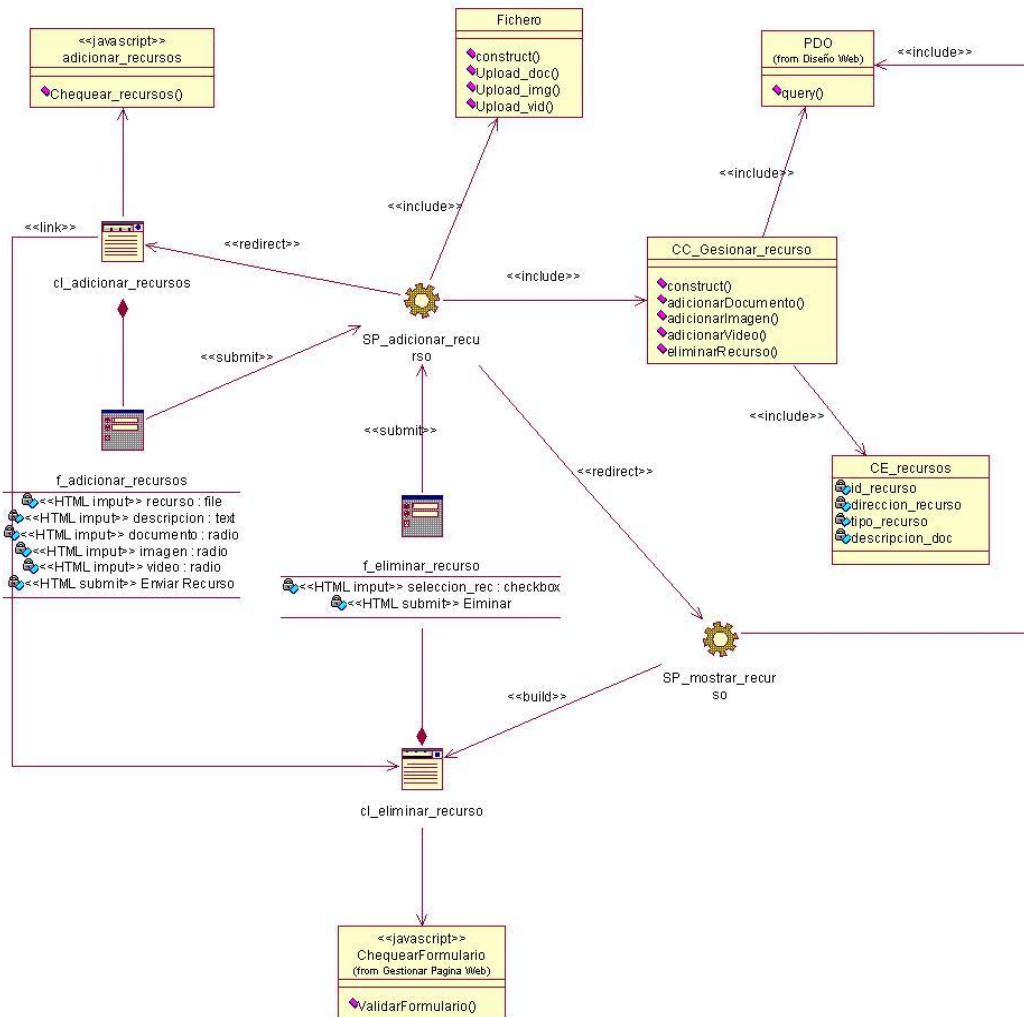 Fichero
construct()
Upload_doc()
Upload_img()
Upload_vid()
<<javascript>>
adicionar_recursos
Chequear_recursos()
PDO
(from Diseño Web)
query()
<<include>>
<<include>>
<<include>>
<<link>>
<<redirect>>
cl_adicionar_recursos
<<include>>
CC_Gesionar_recurso
construct()
adicionarDocumento()
adicionarImagen()
adicionarVideo()
eliminarRecurso()
SP_adicionar_recu
rso
<<submit>>
<<include>>
<<submit>>
<<redirect>>
f_adicionar_recursos
<<HTML imput>> recurso : file
<<HTML imput>> descripcion : text
<<HTML imput>> documento : radio
<<HTML imput>> imagen : radio
<<HTML imput>> video : radio
<<HTML submit>> Enviar Recurso
CE_recursos
id_recurso
direccion_recurso
tipo_recurso
descripcion_doc
f_eliminar_recurso
<<HTML imput>> seleccion_rec : checkbox
<<HTML submit>> Eiminar
SP_mostrar_recur
so
<<build>>
cl_eliminar_recurso
<<javascript>>
ChequearFormulario
(from Gestionar Pagina Web)
ValidarFormulario()